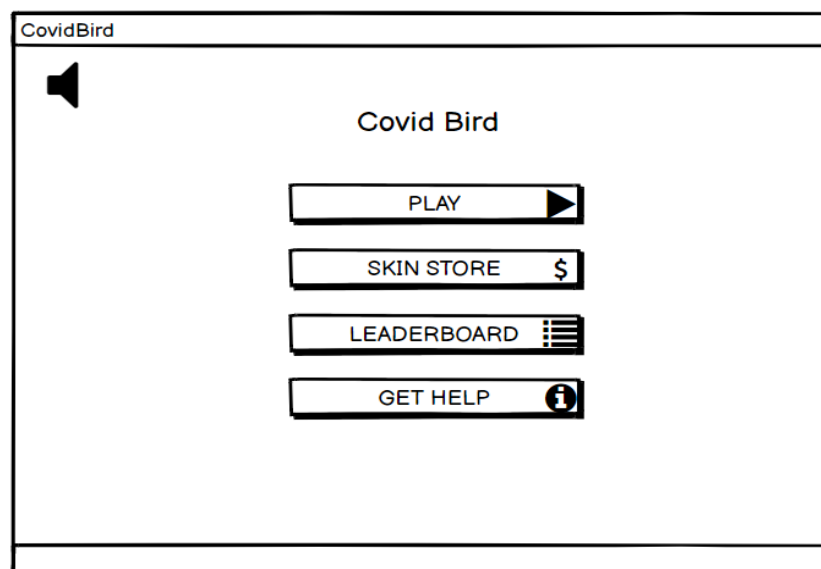 CovidBird
Covid Bird
PLAY
SKIN STORE $
LEADERBOARD
GET HELP i